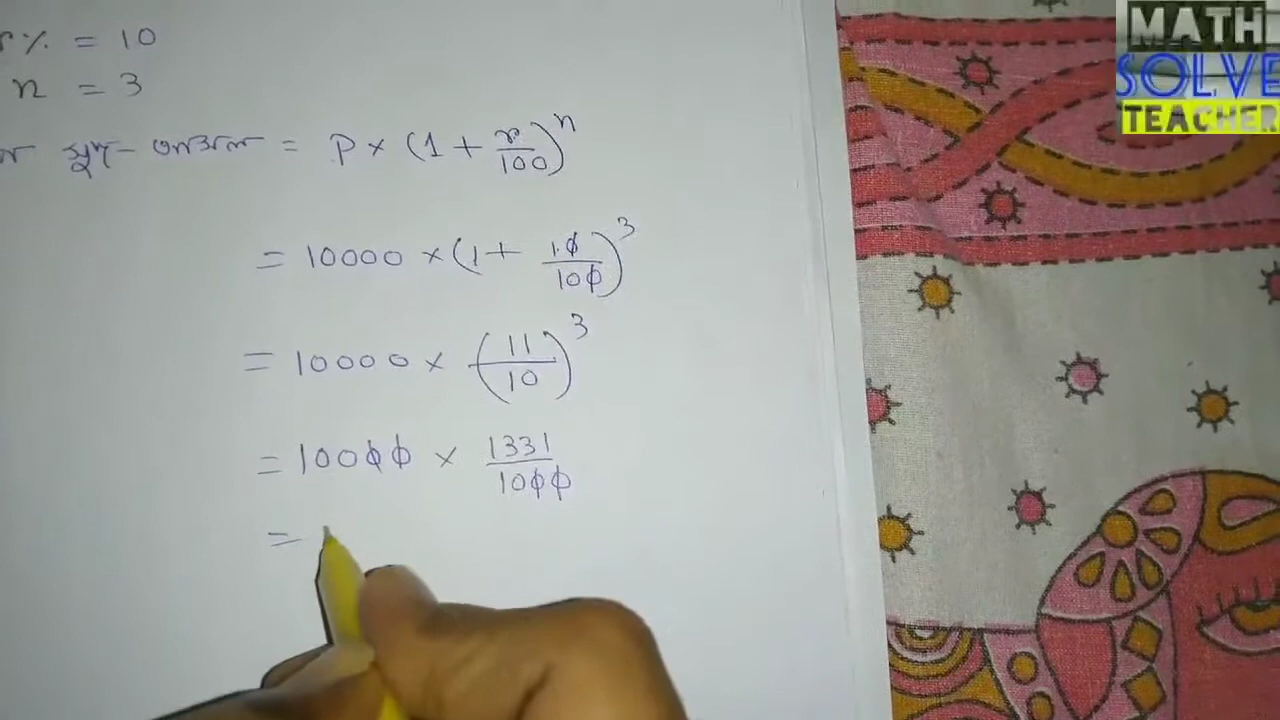 r% = 10
n = 3
সুদ-আসল = P × (1 + r/100)^n
= 10000 × (1 + 10/100)^3
= 10000 × (11/10)^3
= 10000 × 1331/1000
=
MATH
SOLVE
TEACHER